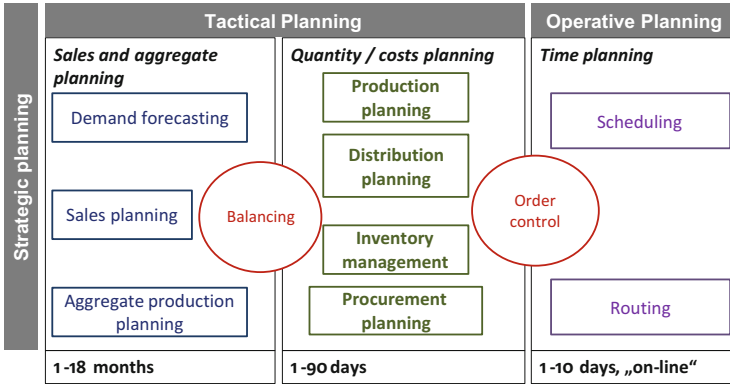 Strategic planning
Tactical Planning
Operative Planning
Sales and aggregate
planning
Demand forecasting
Sales planning
Aggregate production
planning
1-18 months
Balancing
Quantity / costs planning
Production
planning
Distribution
planning
Inventory
management
Procurement
planning
1-90 days
Order
control
Time planning
Scheduling
Routing
1-10 days, „on-line“